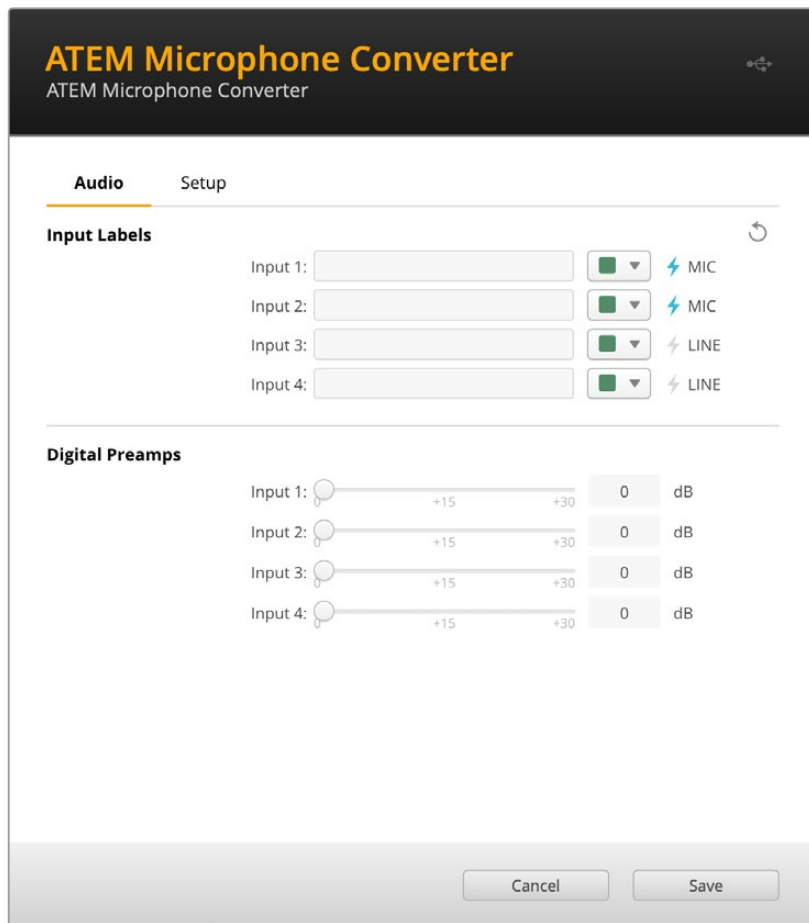 ATEM Microphone Converter
ATEM Microphone Converter
Audio Setup
Input Labels
Input 1: MIC
Input 2: MIC
Input 3: LINE
Input 4: LINE
Digital Preamps
Input 1: 0 dB
0 +15 +30
Input 2: 0 dB
0 +15 +30
Input 3: 0 dB
0 +15 +30
Input 4: 0 dB
0 +15 +30
Cancel Save